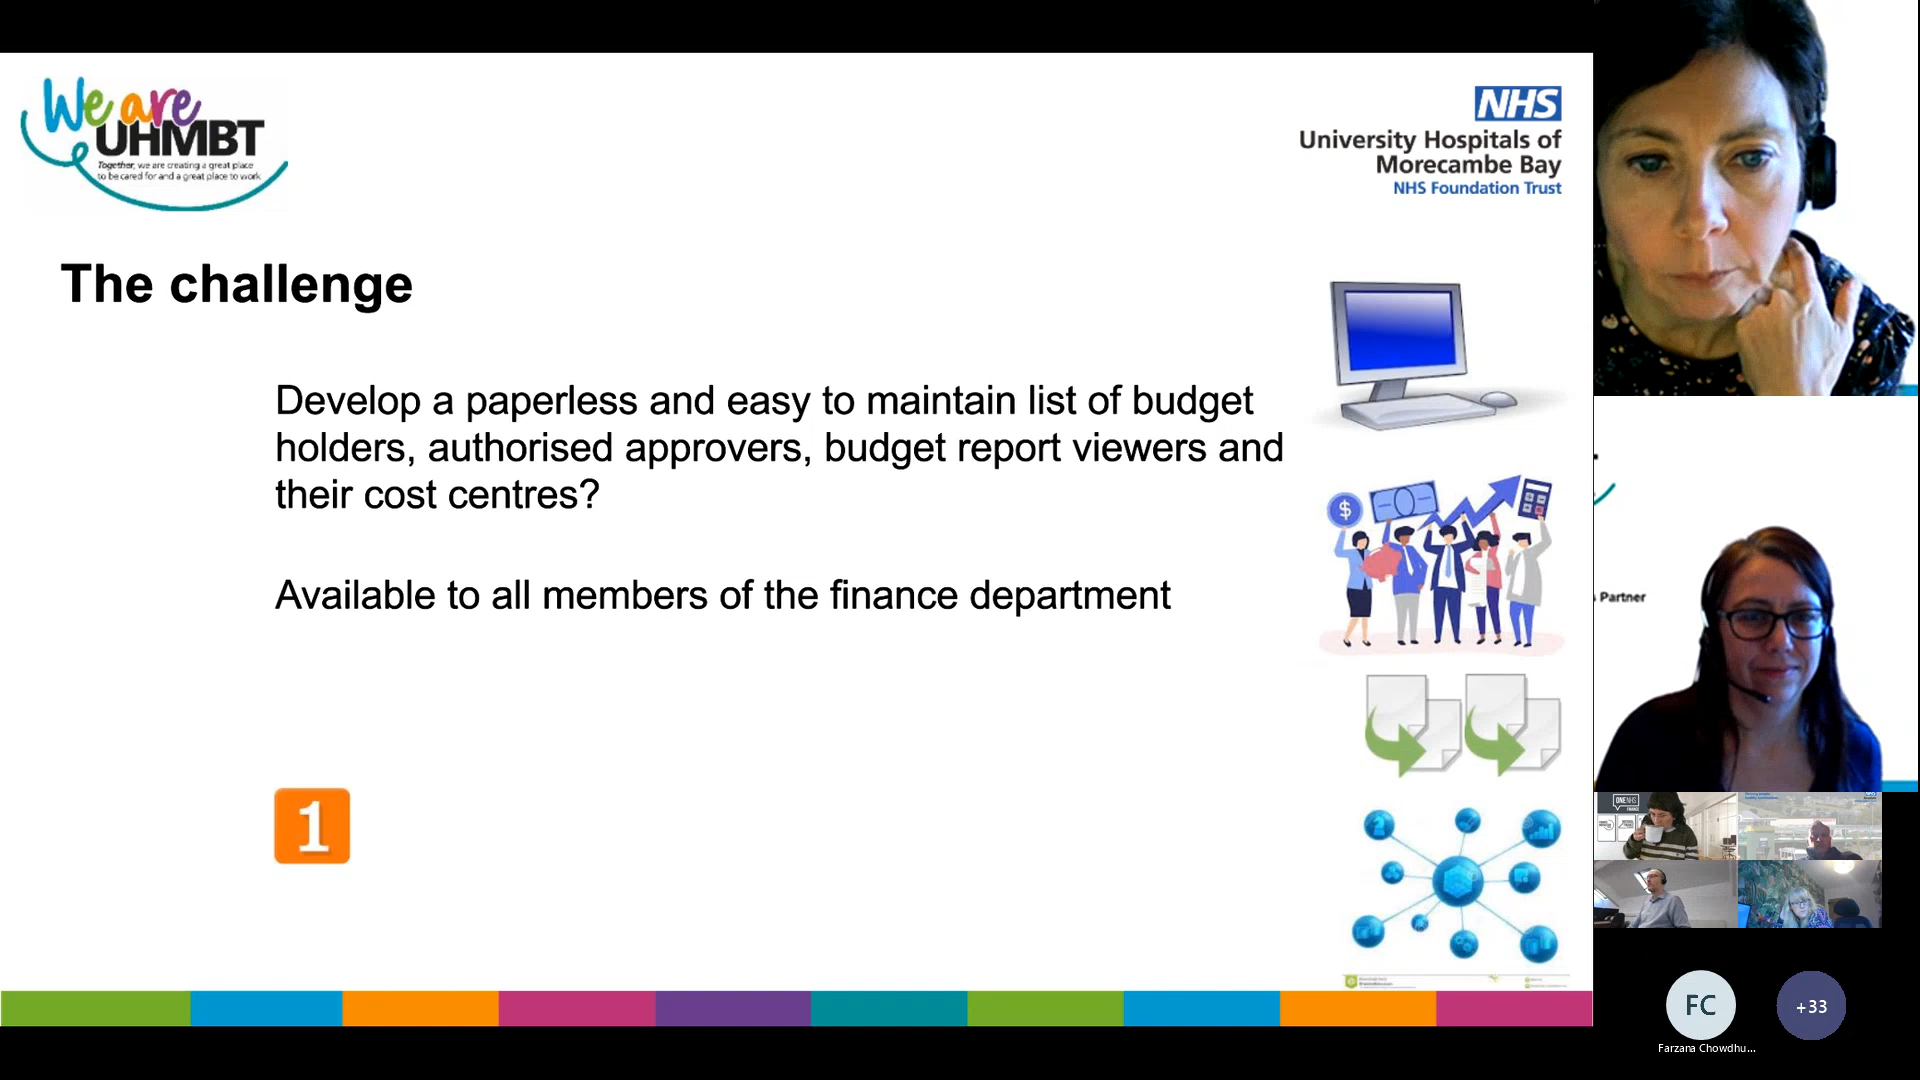 We are
UHMBT
Together, we are creating a great place
to be cared for and a great place to work
NHS
University Hospitals of
Morecambe Bay
NHS Foundation Trust
The challenge
Develop a paperless and easy to maintain list of budget
holders, authorised approvers, budget report viewers and
their cost centres?
Available to all members of the finance department
$
1
Partner
ONE NHS
FINANCE
FC
+33
Farzana Chowdhu...